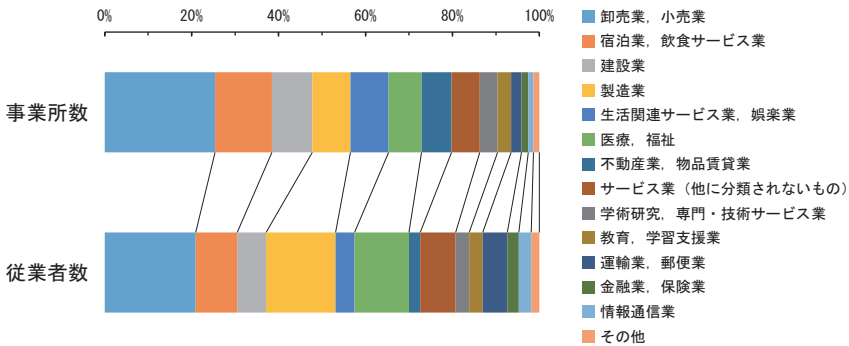 0% 20% 40% 60% 80% 100%
事業所数
従業者数
卸売業，小売業
宿泊業，飲食サービス業
建設業
製造業
生活関連サービス業，娯楽業
医療，福祉
不動産業，物品賃貸業
サービス業（他に分類されないもの）
学術研究，専門・技術サービス業
教育，学習支援業
運輸業，郵便業
金融業，保険業
情報通信業
その他